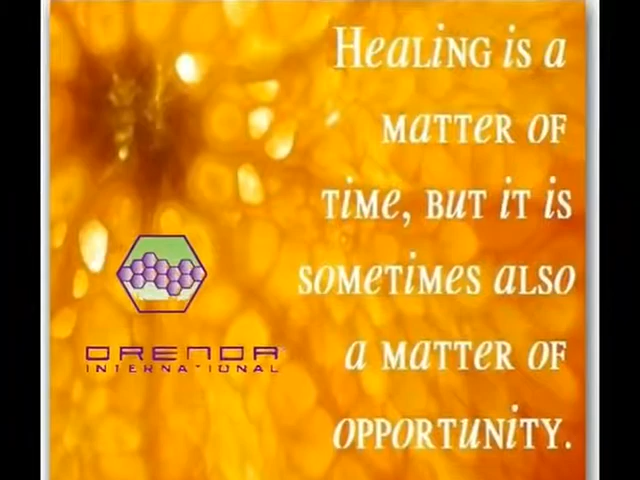 Healing is a
matter of
time, but it is
sometimes also
a matter of
opportunity.
ORENDA
INTERNATIONAL